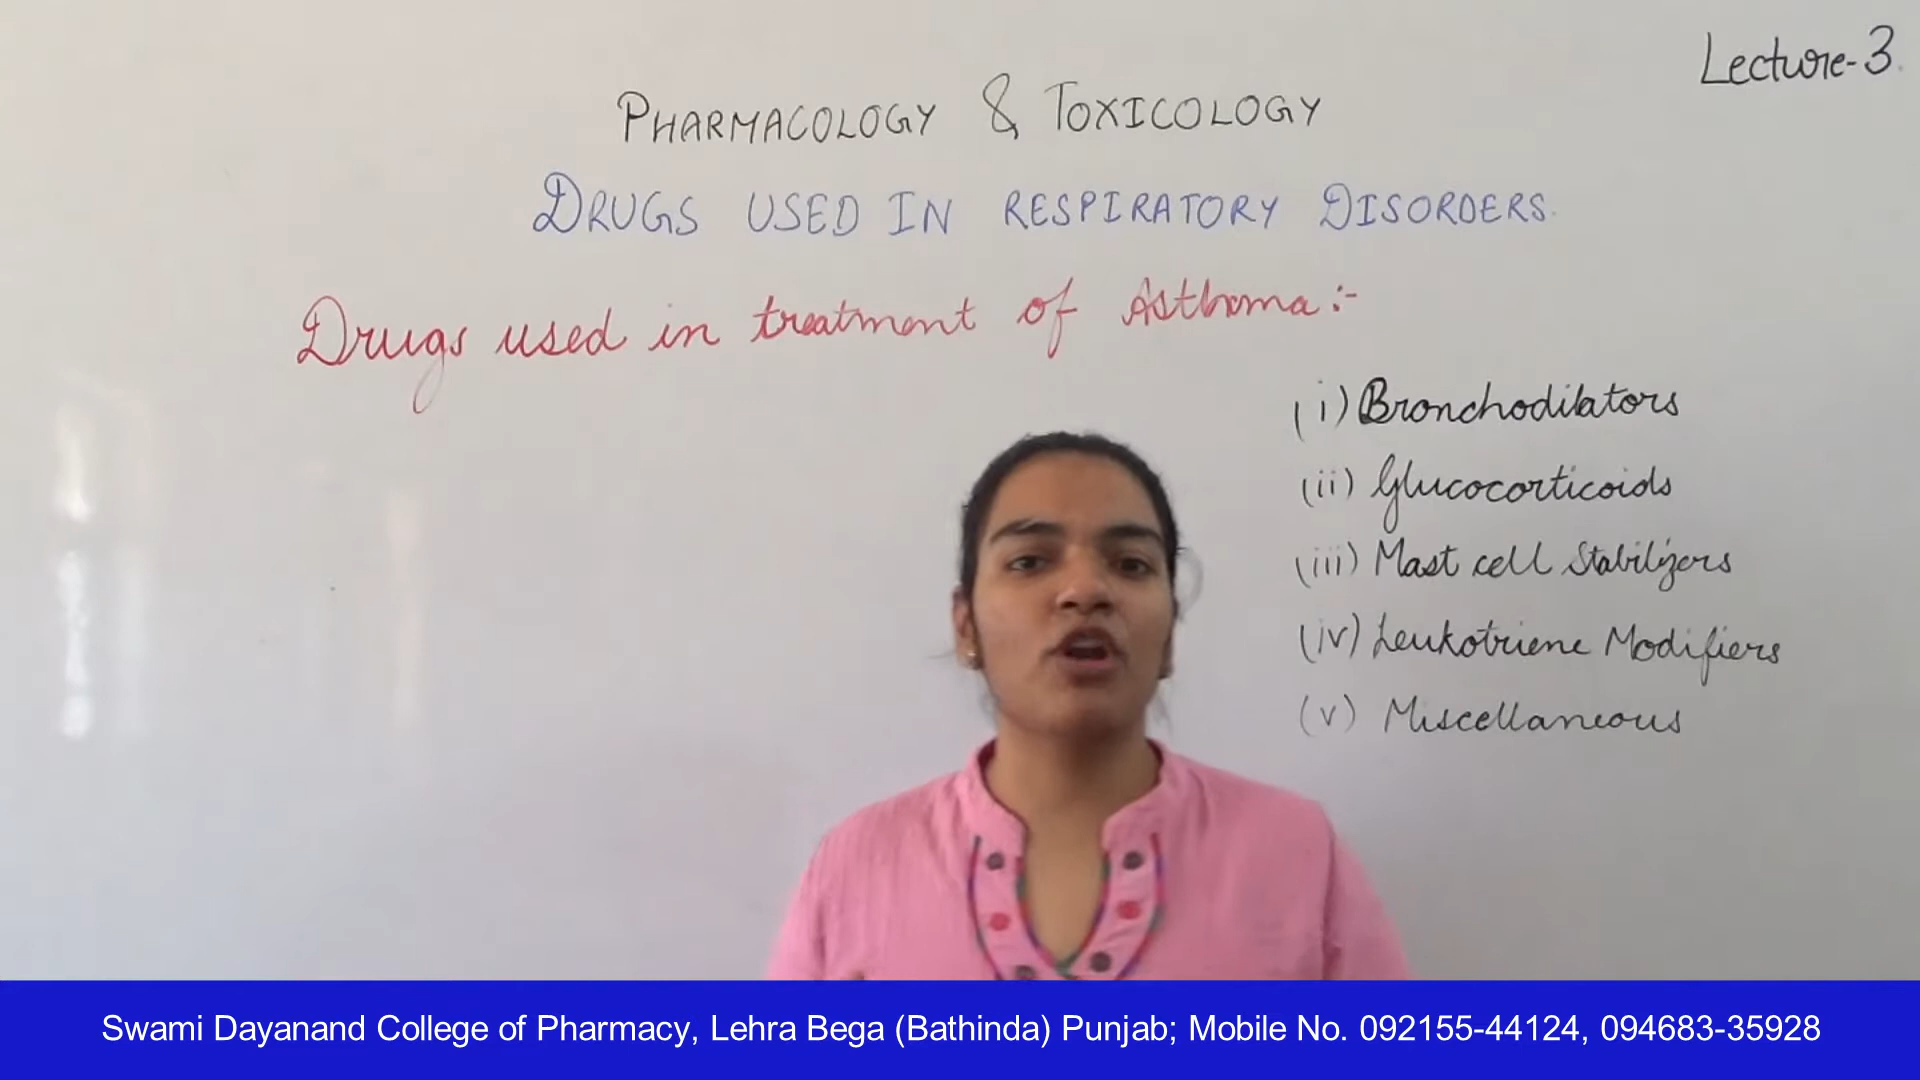 Lecture-3.
PHARMACOLOGY & TOXICOLOGY
DRUGS USED IN RESPIRATORY DISORDERS.
Drugs used in treatment of Asthma:-
(i) Bronchodilators
(ii) Glucocorticoids
(iii) Mast cell Stabilizers
(iv) Leukotriene Modifiers
(v) Miscellaneous
Swami Dayanand College of Pharmacy, Lehra Bega (Bathinda) Punjab; Mobile No. 092155-44124, 094683-35928